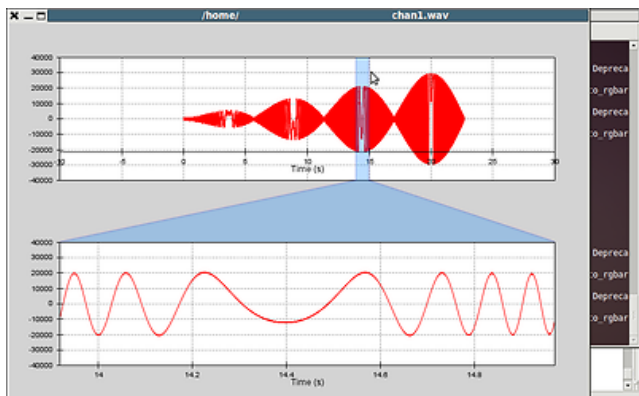 /home/ chan1.wav
40000
30000
20000
10000
0
-10000
-20000
-30000
-40000
-5 0 5 10 15 20 25 30
Time (s)
40000
30000
20000
10000
0
-10000
-20000
-30000
-40000
14 14.2 14.4 14.6 14.8
Time (s)
Depreca
co_rgbar
Depreca
co_rgbar
Depreca
co_rgbar
Depreca
co_rgbar